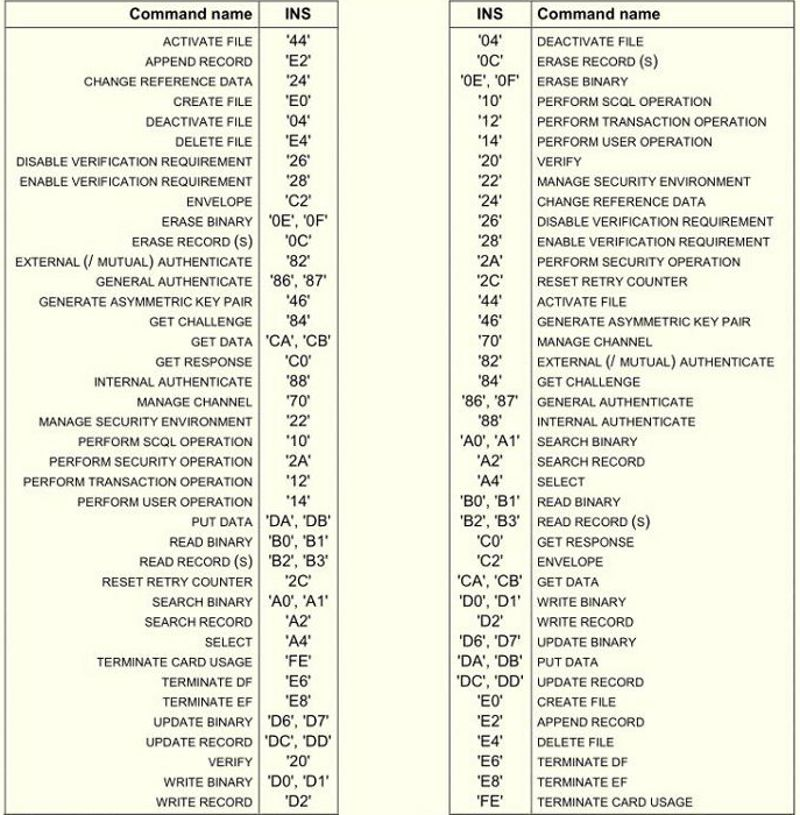 Command name INS
ACTIVATE FILE '44'
APPEND RECORD 'E2'
CHANGE REFERENCE DATA '24'
CREATE FILE 'E0'
DEACTIVATE FILE '04'
DELETE FILE 'E4'
DISABLE VERIFICATION REQUIREMENT '26'
ENABLE VERIFICATION REQUIREMENT '28'
ENVELOPE 'C2'
ERASE BINARY '0E', '0F'
ERASE RECORD (S) '0C'
EXTERNAL (/ MUTUAL) AUTHENTICATE '82'
GENERAL AUTHENTICATE '86', '87'
GENERATE ASYMMETRIC KEY PAIR '46'
GET CHALLENGE '84'
GET DATA 'CA', 'CB'
GET RESPONSE 'C0'
INTERNAL AUTHENTICATE '88'
MANAGE CHANNEL '70'
MANAGE SECURITY ENVIRONMENT '22'
PERFORM SCQL OPERATION '10'
PERFORM SECURITY OPERATION '2A'
PERFORM TRANSACTION OPERATION '12'
PERFORM USER OPERATION '14'
PUT DATA 'DA', 'DB'
READ BINARY 'B0', 'B1'
READ RECORD (S) 'B2', 'B3'
RESET RETRY COUNTER '2C'
SEARCH BINARY 'A0', 'A1'
SEARCH RECORD 'A2'
SELECT 'A4'
TERMINATE CARD USAGE 'FE'
TERMINATE DF 'E6'
TERMINATE EF 'E8'
UPDATE BINARY 'D6', 'D7'
UPDATE RECORD 'DC', 'DD'
VERIFY '20'
WRITE BINARY 'D0', 'D1'
WRITE RECORD 'D2'
INS Command name
'04' DEACTIVATE FILE
'0C' ERASE RECORD (S)
'0E', '0F' ERASE BINARY
'10' PERFORM SCQL OPERATION
'12' PERFORM TRANSACTION OPERATION
'14' PERFORM USER OPERATION
'20' VERIFY
'22' MANAGE SECURITY ENVIRONMENT
'24' CHANGE REFERENCE DATA
'26' DISABLE VERIFICATION REQUIREMENT
'28' ENABLE VERIFICATION REQUIREMENT
'2A' PERFORM SECURITY OPERATION
'2C' RESET RETRY COUNTER
'44' ACTIVATE FILE
'46' GENERATE ASYMMETRIC KEY PAIR
'70' MANAGE CHANNEL
'82' EXTERNAL (/ MUTUAL) AUTHENTICATE
'84' GET CHALLENGE
'86', '87' GENERAL AUTHENTICATE
'88' INTERNAL AUTHENTICATE
'A0', 'A1' SEARCH BINARY
'A2' SEARCH RECORD
'A4' SELECT
'B0', 'B1' READ BINARY
'B2', 'B3' READ RECORD (S)
'C0' GET RESPONSE
'C2' ENVELOPE
'CA', 'CB' GET DATA
'D0', 'D1' WRITE BINARY
'D2' WRITE RECORD
'D6', 'D7' UPDATE BINARY
'DA', 'DB' PUT DATA
'DC', 'DD' UPDATE RECORD
'E0' CREATE FILE
'E2' APPEND RECORD
'E4' DELETE FILE
'E6' TERMINATE DF
'E8' TERMINATE EF
'FE' TERMINATE CARD USAGE